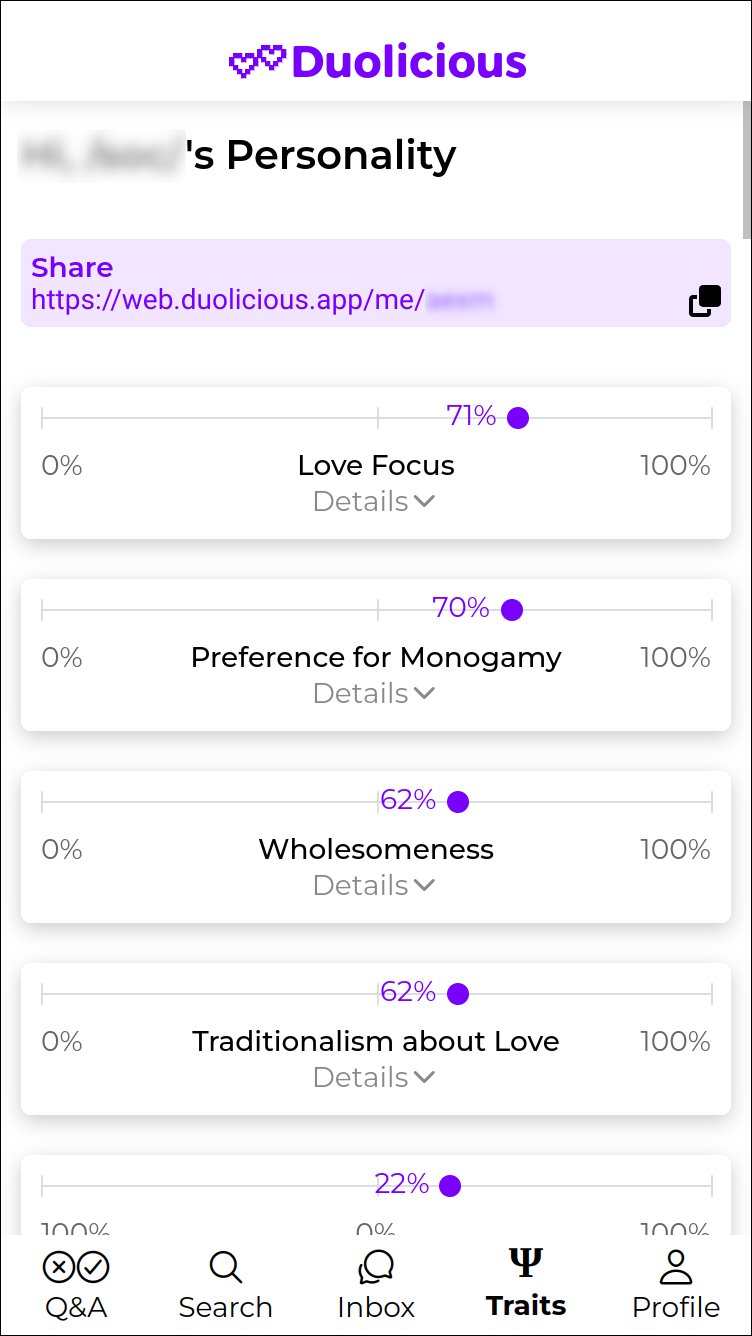 Duolicious
's Personality
Share
https://web.duolicious.app/me/
71%
0% Love Focus 100%
Details
70%
0% Preference for Monogamy 100%
Details
62%
0% Wholesomeness 100%
Details
62%
0% Traditionalism about Love 100%
Details
22%
100% 0% 100%
Q&A Search Inbox Traits Profile